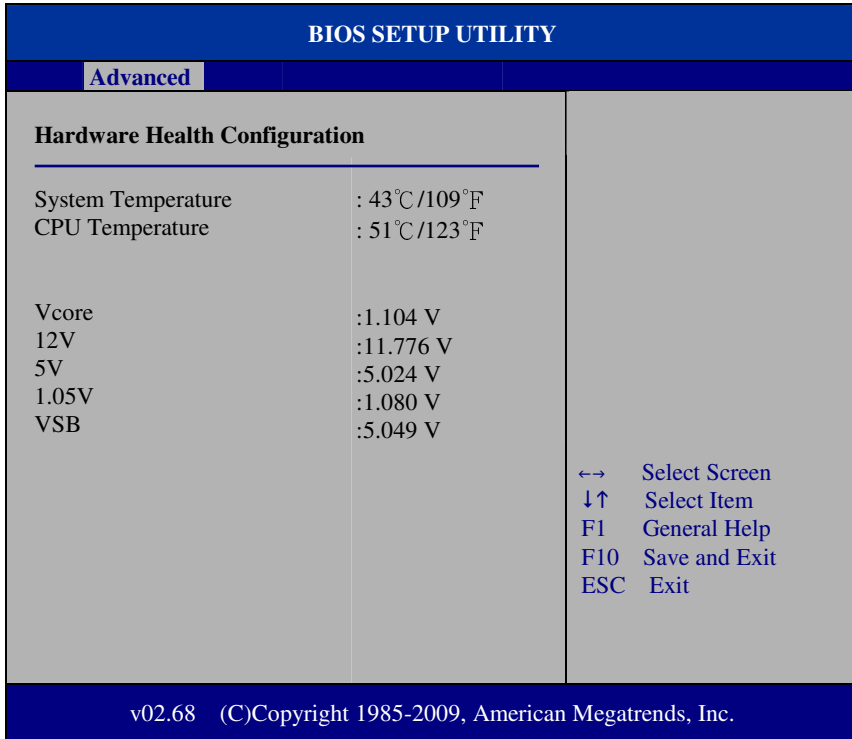 BIOS SETUP UTILITY
Advanced
Hardware Health Configuration
System Temperature : 43℃/109℉
CPU Temperature : 51℃/123℉
Vcore :1.104 V
12V :11.776 V
5V :5.024 V
1.05V :1.080 V
VSB :5.049 V
←→ Select Screen
↓↑ Select Item
F1 General Help
F10 Save and Exit
ESC Exit
v02.68 (C)Copyright 1985-2009, American Megatrends, Inc.